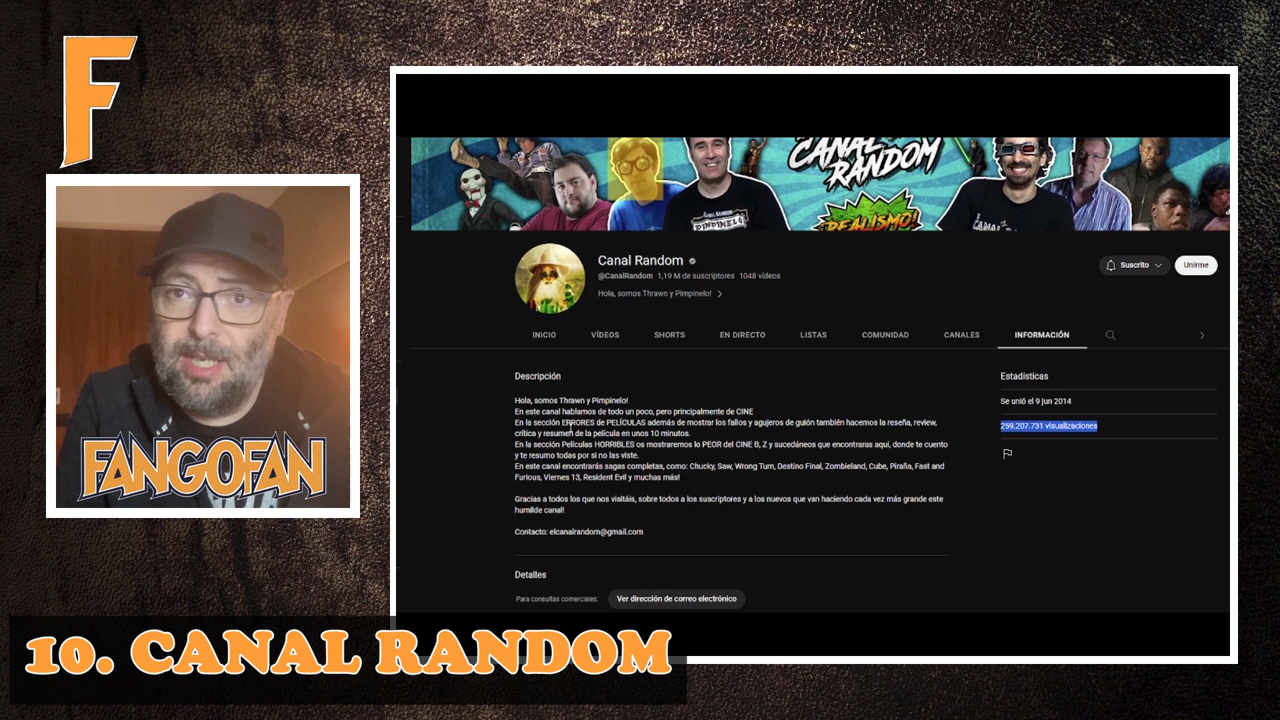 F
FANGOFAN
CANAL
RANDOM
¡REALISMO!
PIMPINELO
Canal Random
@CanalRandom 1,19 M de suscriptores 1048 vídeos
Hola, somos Thrawn y Pimpinelo!
Suscrito
Unirme
INICIO VÍDEOS SHORTS EN DIRECTO LISTAS COMUNIDAD CANALES INFORMACIÓN
Descripción
Hola, somos Thrawn y Pimpinelo!
En este canal hablamos de todo un poco, pero principalmente de CINE
En la sección ERRORES de PELÍCULAS además de mostrar los fallos y agujeros de guión también hacemos la reseña, review,
crítica y resumen de la película en unos 10 minutos.
En la sección Películas HORRIBLES os mostraremos lo PEOR del CINE B, Z y sucedáneos que encontraras aquí, donde te cuento
y te resumo todas por si no las viste.
En este canal encontrarás sagas completas, como: Chucky, Saw, Wrong Turn, Destino Final, Zombieland, Cube, Piraña, Fast and
Furious, Viernes 13, Resident Evil y muchas más!
Gracias a todos los que nos visitáis, sobre todo a los suscriptores y a los nuevos que van haciendo cada vez más grande este
humilde canal!
Contacto: elcanalrandom@gmail.com
Detalles
Para consultas comerciales: Ver dirección de correo electrónico
Estadísticas
Se unió el 9 jun 2014
259.207.731 visualizaciones
10. CANAL RANDOM